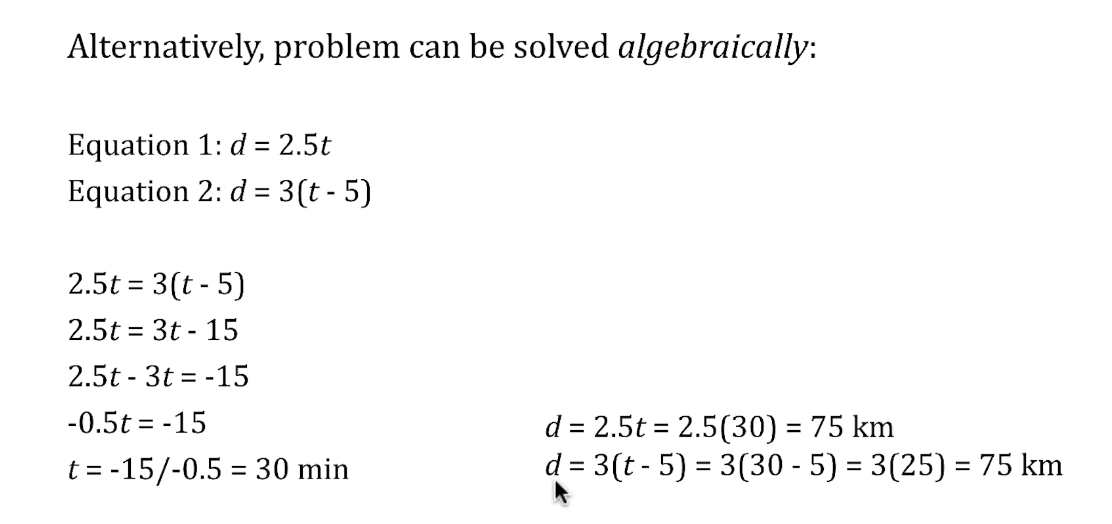 Alternatively, problem can be solved algebraically:
Equation 1: d = 2.5t
Equation 2: d = 3(t - 5)
2.5t = 3(t - 5)
2.5t = 3t - 15
2.5t - 3t = -15
-0.5t = -15
t = -15/-0.5 = 30 min
d = 2.5t = 2.5(30) = 75 km
d = 3(t - 5) = 3(30 - 5) = 3(25) = 75 km